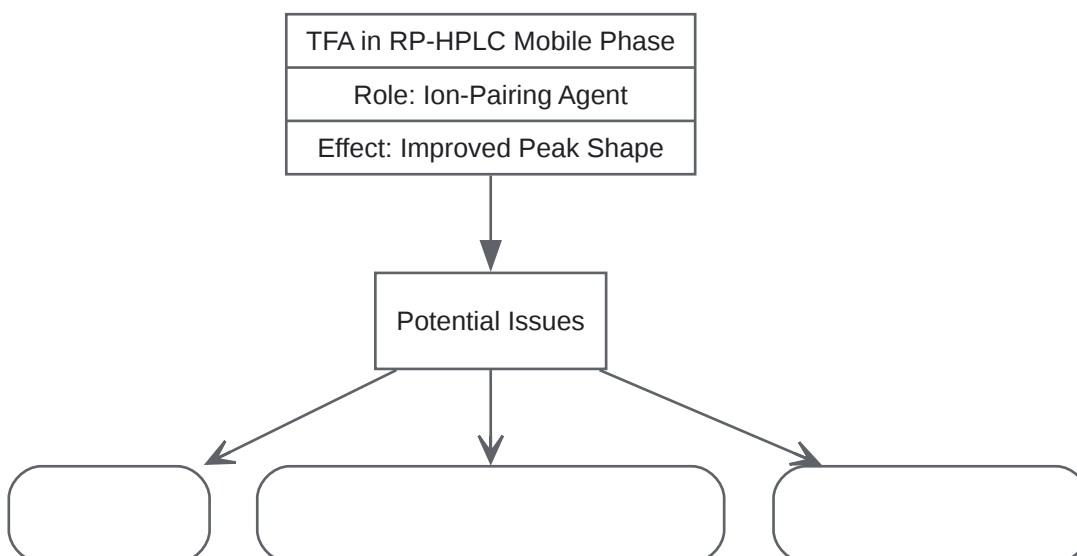 TFA in RP-HPLC Mobile Phase
Role: Ion-Pairing Agent
Effect: Improved Peak Shape
Potential Issues